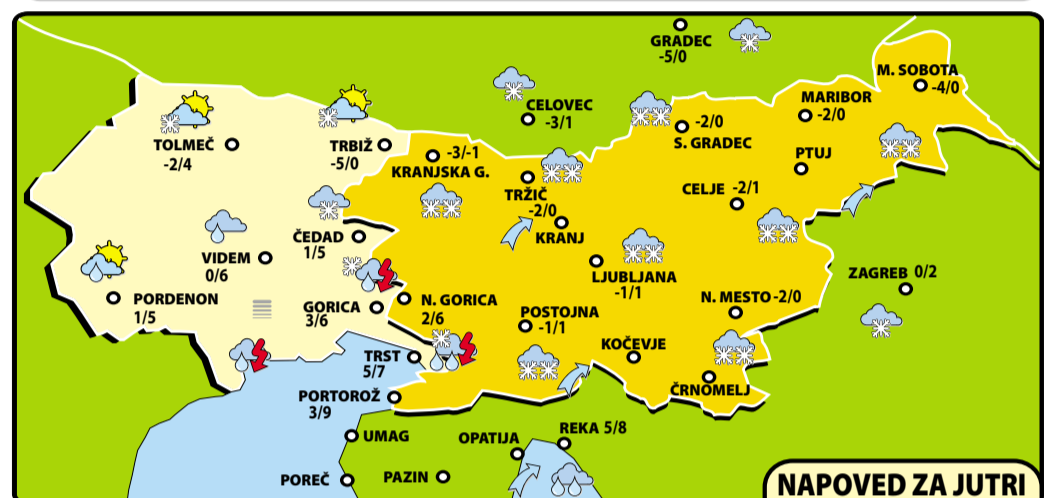 GRADEC
-5/0
M. SOBOTA
-4/0
CELOVEC
-3/1
MARIBOR
-2/0
-2/0
S. GRADEC
TOLMEČ
-2/4
TRBIŽ
-5/0
-3/-1
KRANJSKA G.
PTUJ
TRŽIČ
-2/0
CELJE -2/1
KRANJ
ČEDAD
1/5
VIDEM
0/6
LJUBLJANA
-1/1
ZAGREB 0/2
PORDENON
1/5
GORICA
3/6
N. GORICA
2/6
POSTOJNA
-1/1
N. MESTO -2/0
KOČEVJE
TRST
5/7
ČRNOMELJ
PORTOROŽ
3/9
UMAG
OPATIJA
REKA 5/8
POREČ
PAZIN
NAPOVED ZA JUTRI